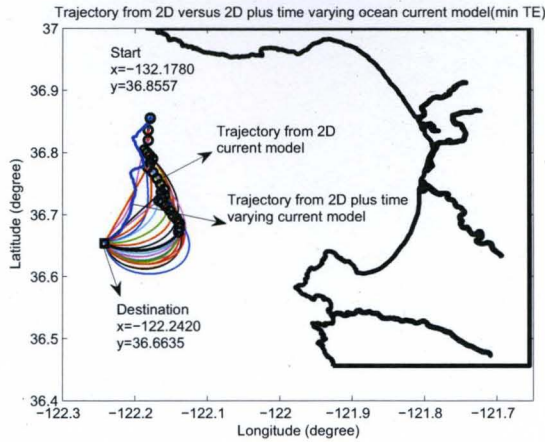 Trajectory from 2D versus 2D plus time varying ocean current model(min TE)
37
36.9
36.8
36.7
36.6
36.5
36.4
Latitude (degree)
Start
x=−132.1780
y=36.8557
Trajectory from 2D
current model
Trajectory from 2D plus time
varying current model
Destination
x=−122.2420
y=36.6635
−122.3
−122.2
−122.1
−122
−121.9
−121.8
−121.7
Longitude (degree)